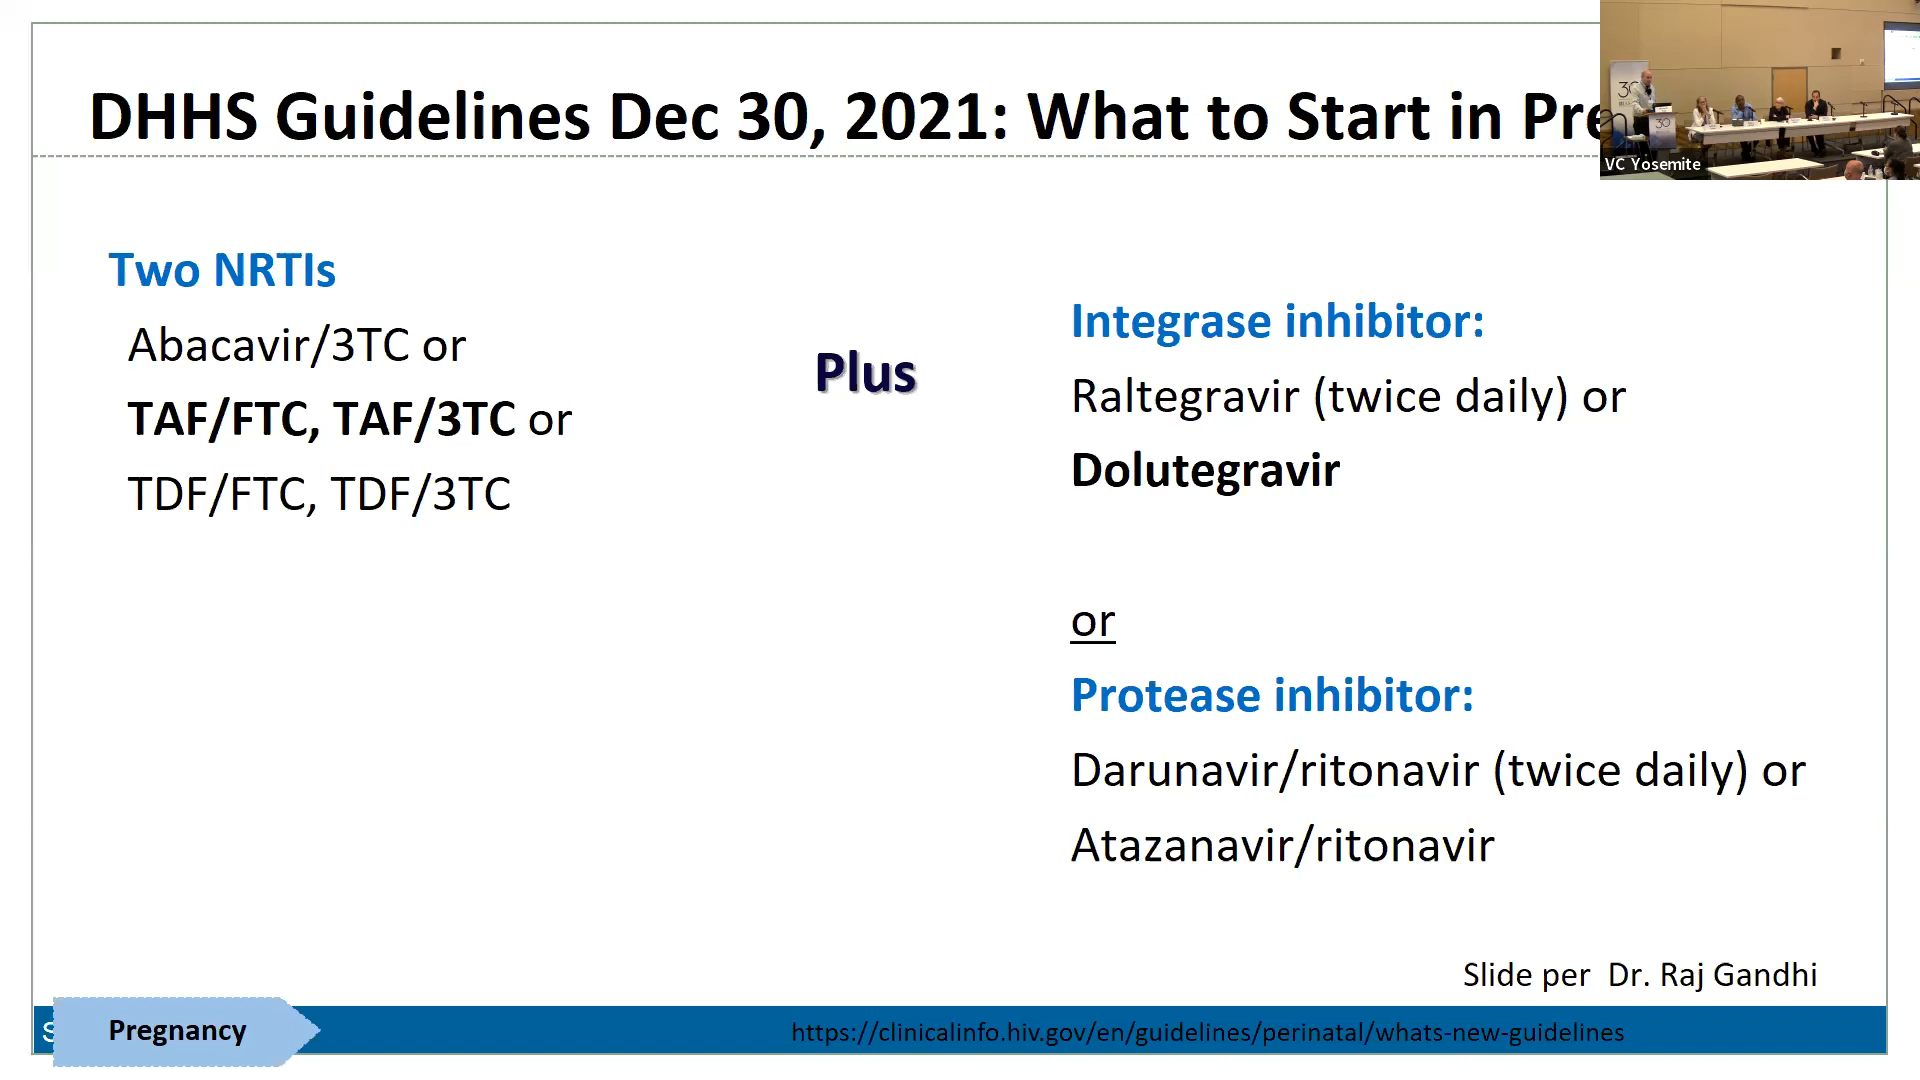 DHHS Guidelines Dec 30, 2021: What to Start in Pre
VC Yosemite
30
30
Two NRTIs
Abacavir/3TC or
TAF/FTC, TAF/3TC or
TDF/FTC, TDF/3TC
Plus
Integrase inhibitor:
Raltegravir (twice daily) or
Dolutegravir
or
Protease inhibitor:
Darunavir/ritonavir (twice daily) or
Atazanavir/ritonavir
Slide per Dr. Raj Gandhi
S
Pregnancy
https://clinicalinfo.hiv.gov/en/guidelines/perinatal/whats-new-guidelines